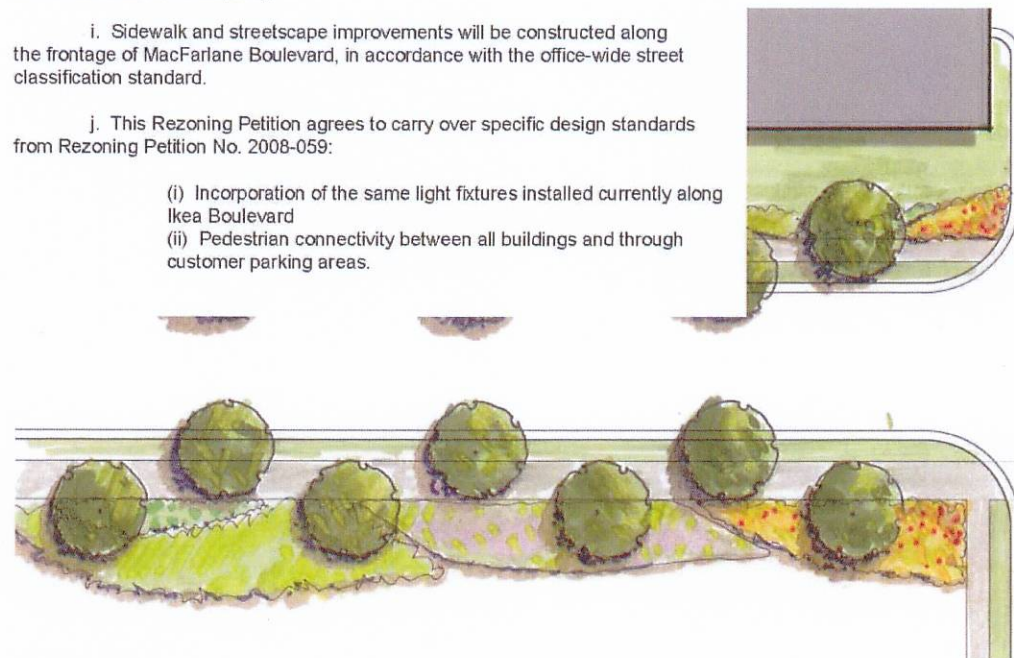 i. Sidewalk and streetscape improvements will be constructed along
the frontage of MacFarlane Boulevard, in accordance with the office-wide street
classification standard.
j. This Rezoning Petition agrees to carry over specific design standards
from Rezoning Petition No. 2008-059:
(i) Incorporation of the same light fixtures installed currently along
Ikea Boulevard
(ii) Pedestrian connectivity between all buildings and through
customer parking areas.